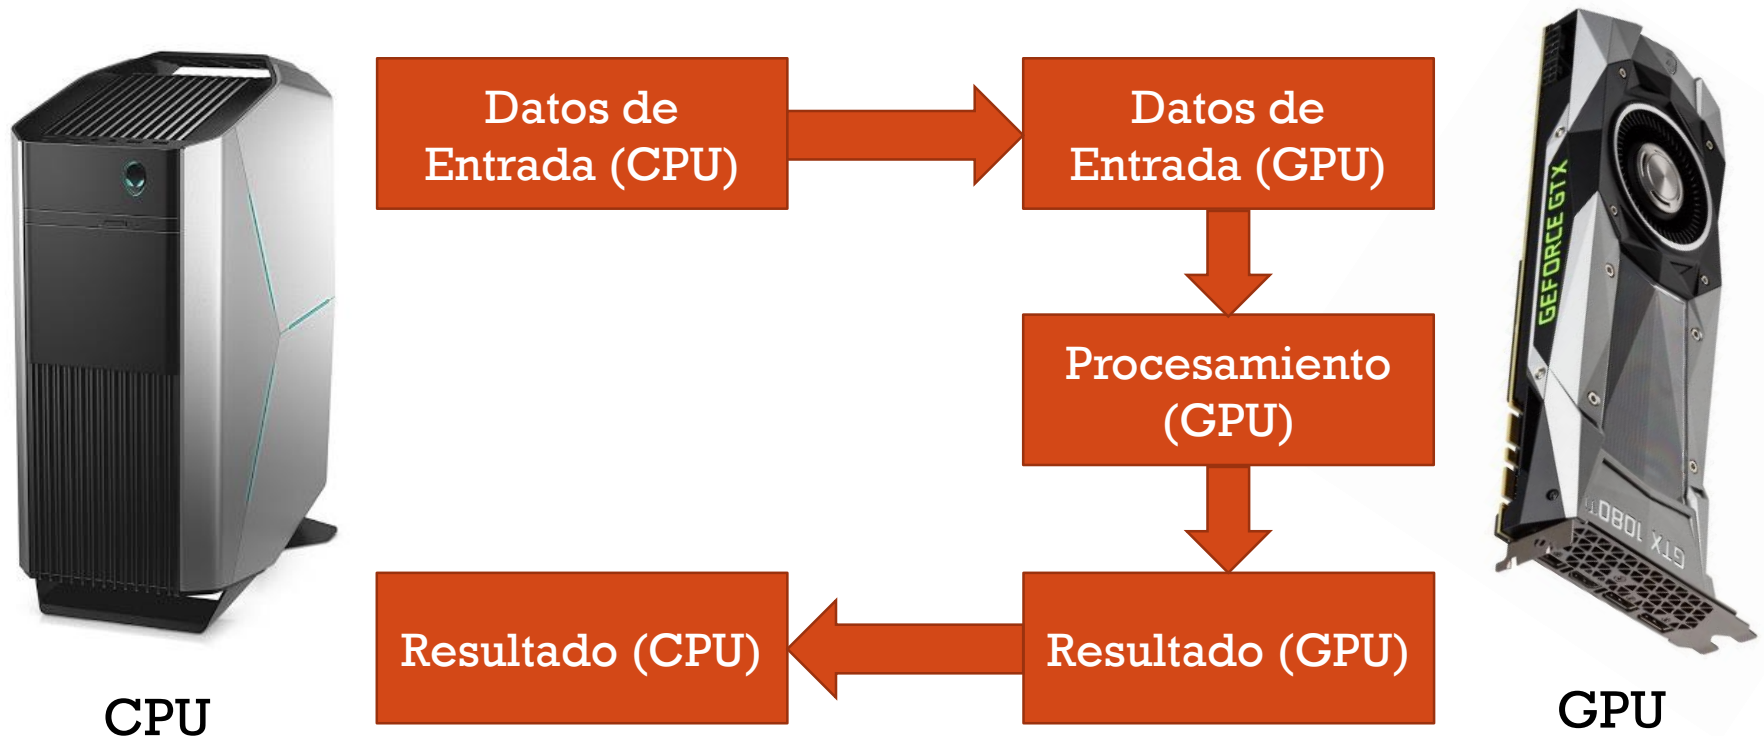 Datos de
Entrada (CPU)
Datos de
Entrada (GPU)
GEFORCE GTX
Procesamiento
(GPU)
GTX 1080 Ti
Resultado (CPU)
Resultado (GPU)
CPU
GPU